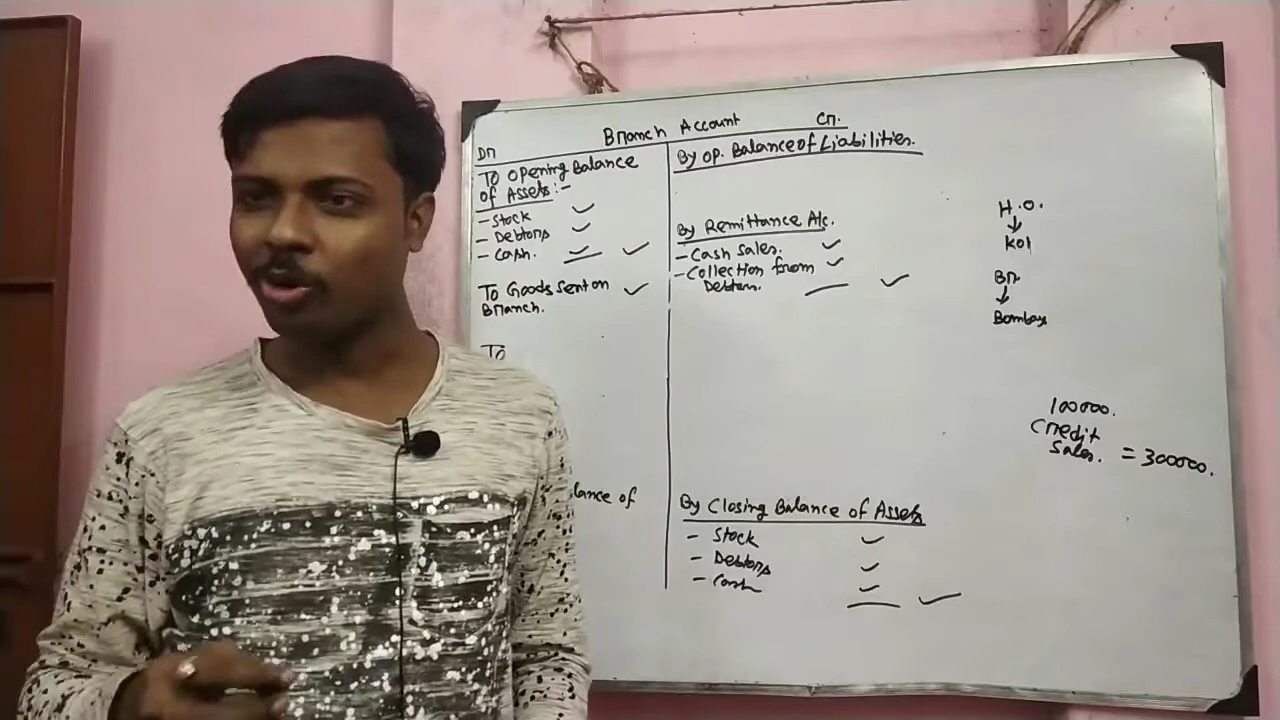 Branch Account Cr.
Dr
To Opening Balance
of Assets:-
- Stock
- Debtors
- Cash.
To Goods sent on
Branch.
To
lance of
By Op. Balance of Liabilities.
By Remittance A/c.
- Cash Sales.
- Collection from
Debtors.
By Closing Balance of Assets
- Stock
- Debtors
- Cash
H.O.
Kol
Br
Bombay
100000.
Credit
Sales. = 300000.